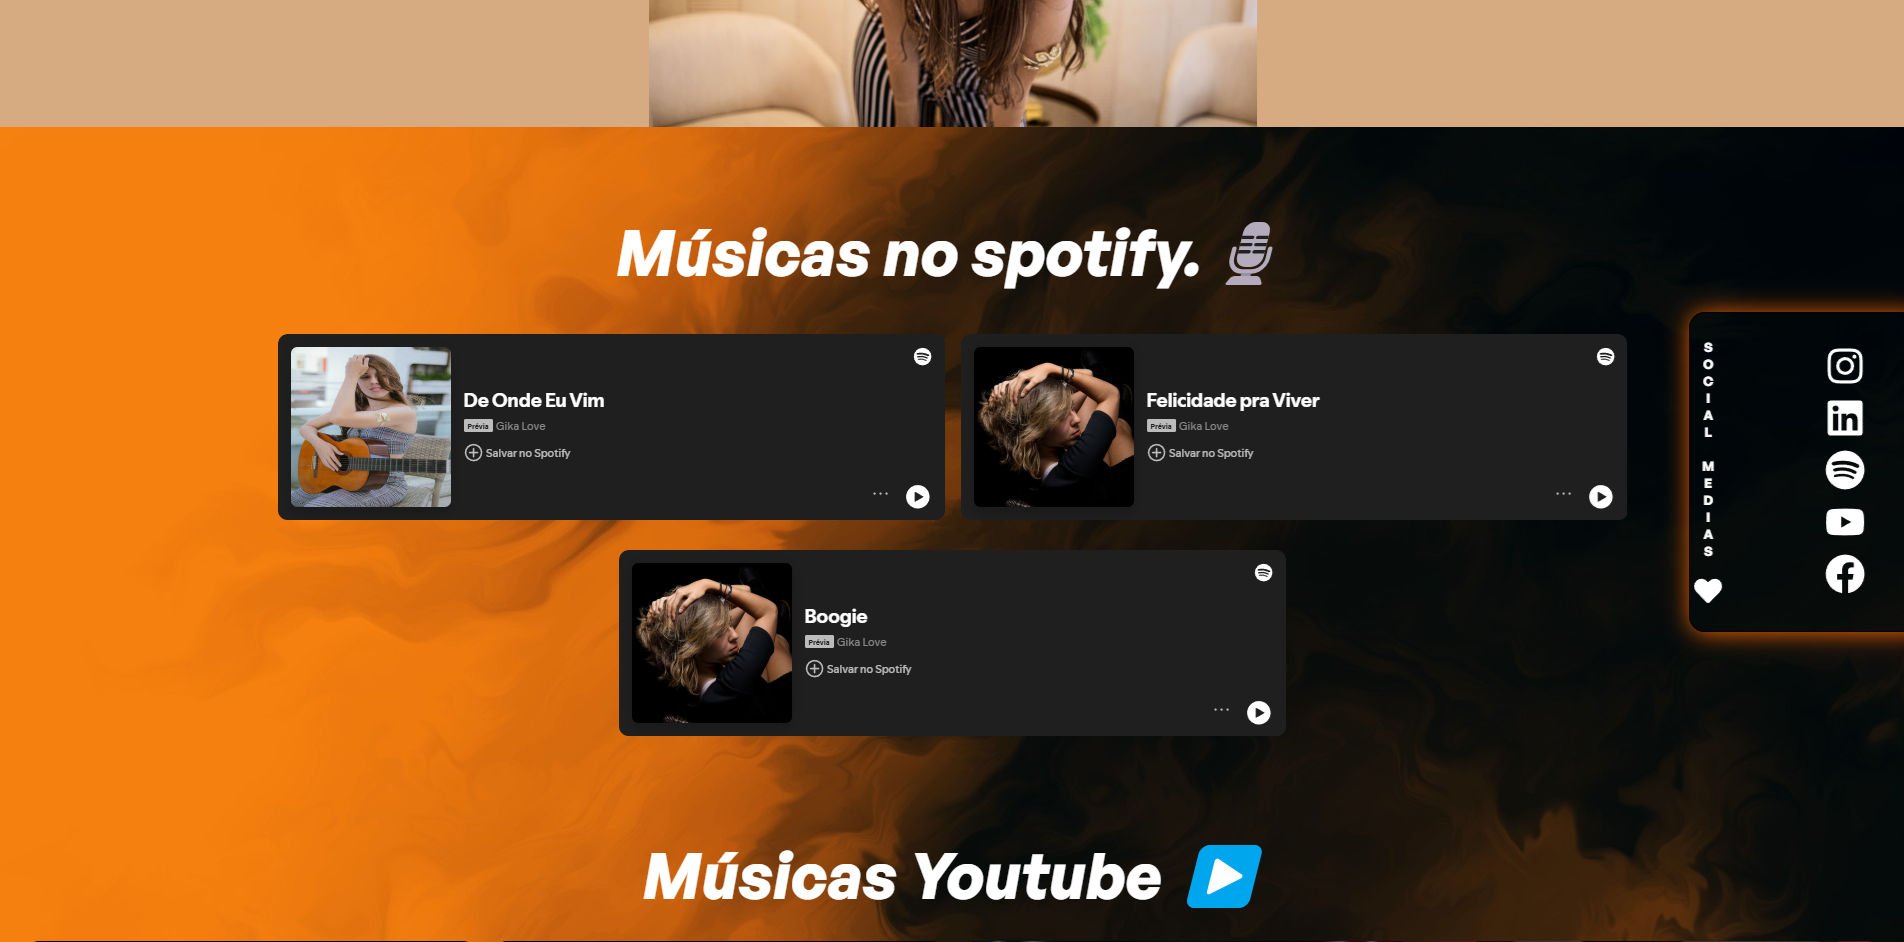 Músicas no spotify.
De Onde Eu Vim
Prévia Gika Love
Salvar no Spotify
Felicidade pra Viver
Prévia Gika Love
Salvar no Spotify
Boogie
Prévia Gika Love
Salvar no Spotify
SOCIAL MEDIAS
in
Músicas Youtube